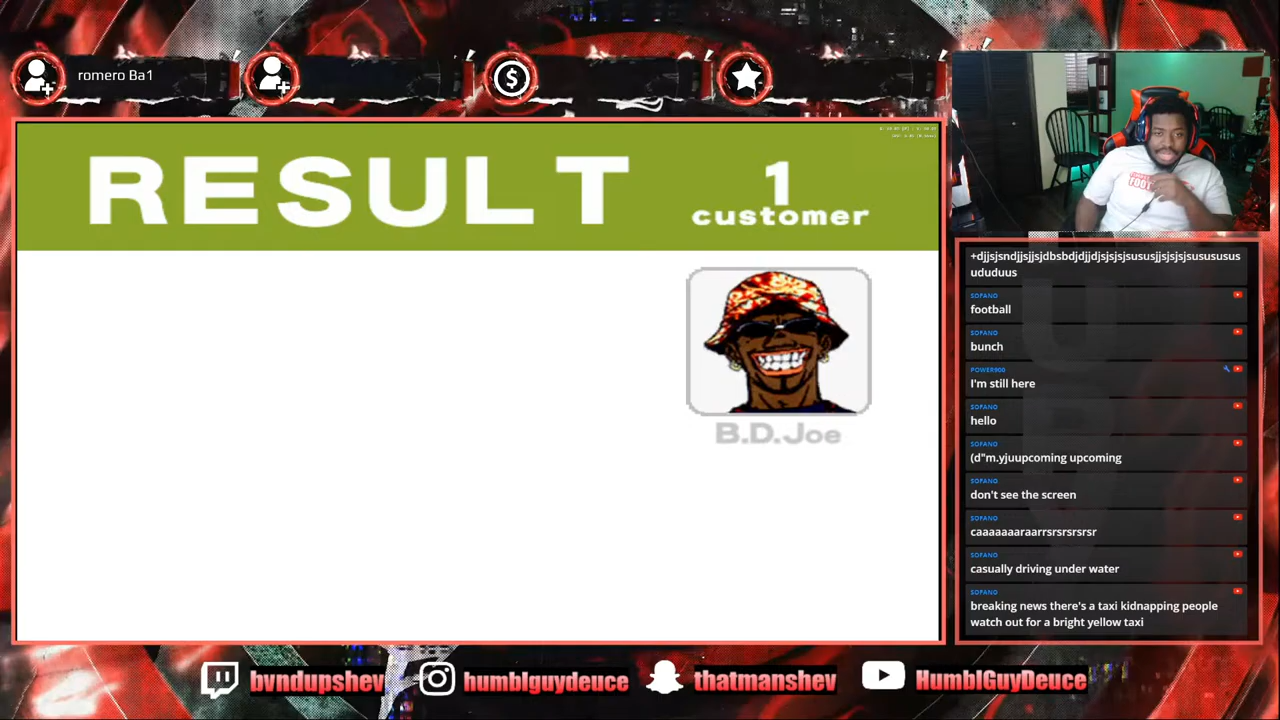 romero Ba1
RESULT
1
customer
B.D.Joe
+djjsjsndjjsjjsjdbsbdjdjjdjsjsjsjsususjjsjsjsjsusususus
ududuus
SOFANO
football
SOFANO
bunch
POWER900
I'm still here
SOFANO
hello
SOFANO
(d"m.yjuupcoming upcoming
SOFANO
don't see the screen
SOFANO
caaaaaaaraarrsrsrsrsrsr
SOFANO
casually driving under water
SOFANO
breaking news there's a taxi kidnapping people
watch out for a bright yellow taxi
bvndupshev
humblguydeuce
thatmanshev
HumblGuyDeuce